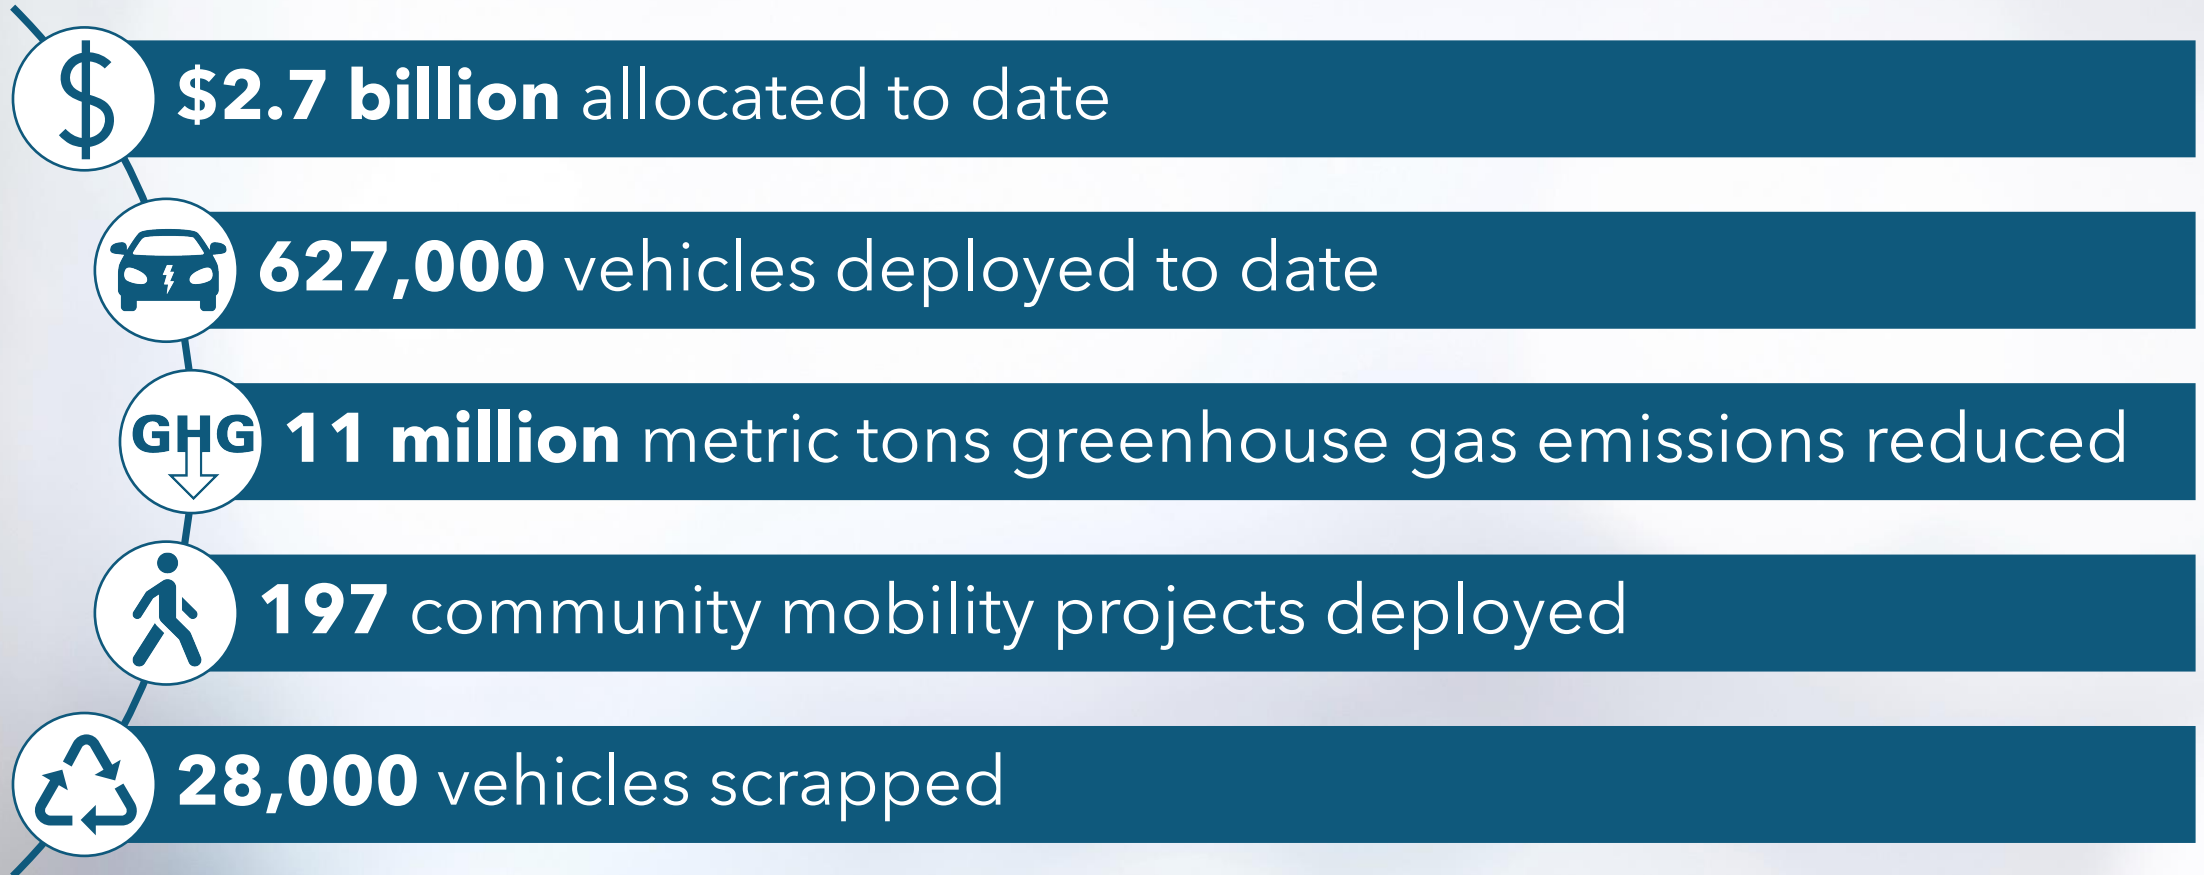 $2.7 billion allocated to date
627,000 vehicles deployed to date
GHG
11 million metric tons greenhouse gas emissions reduced
197 community mobility projects deployed
28,000 vehicles scrapped